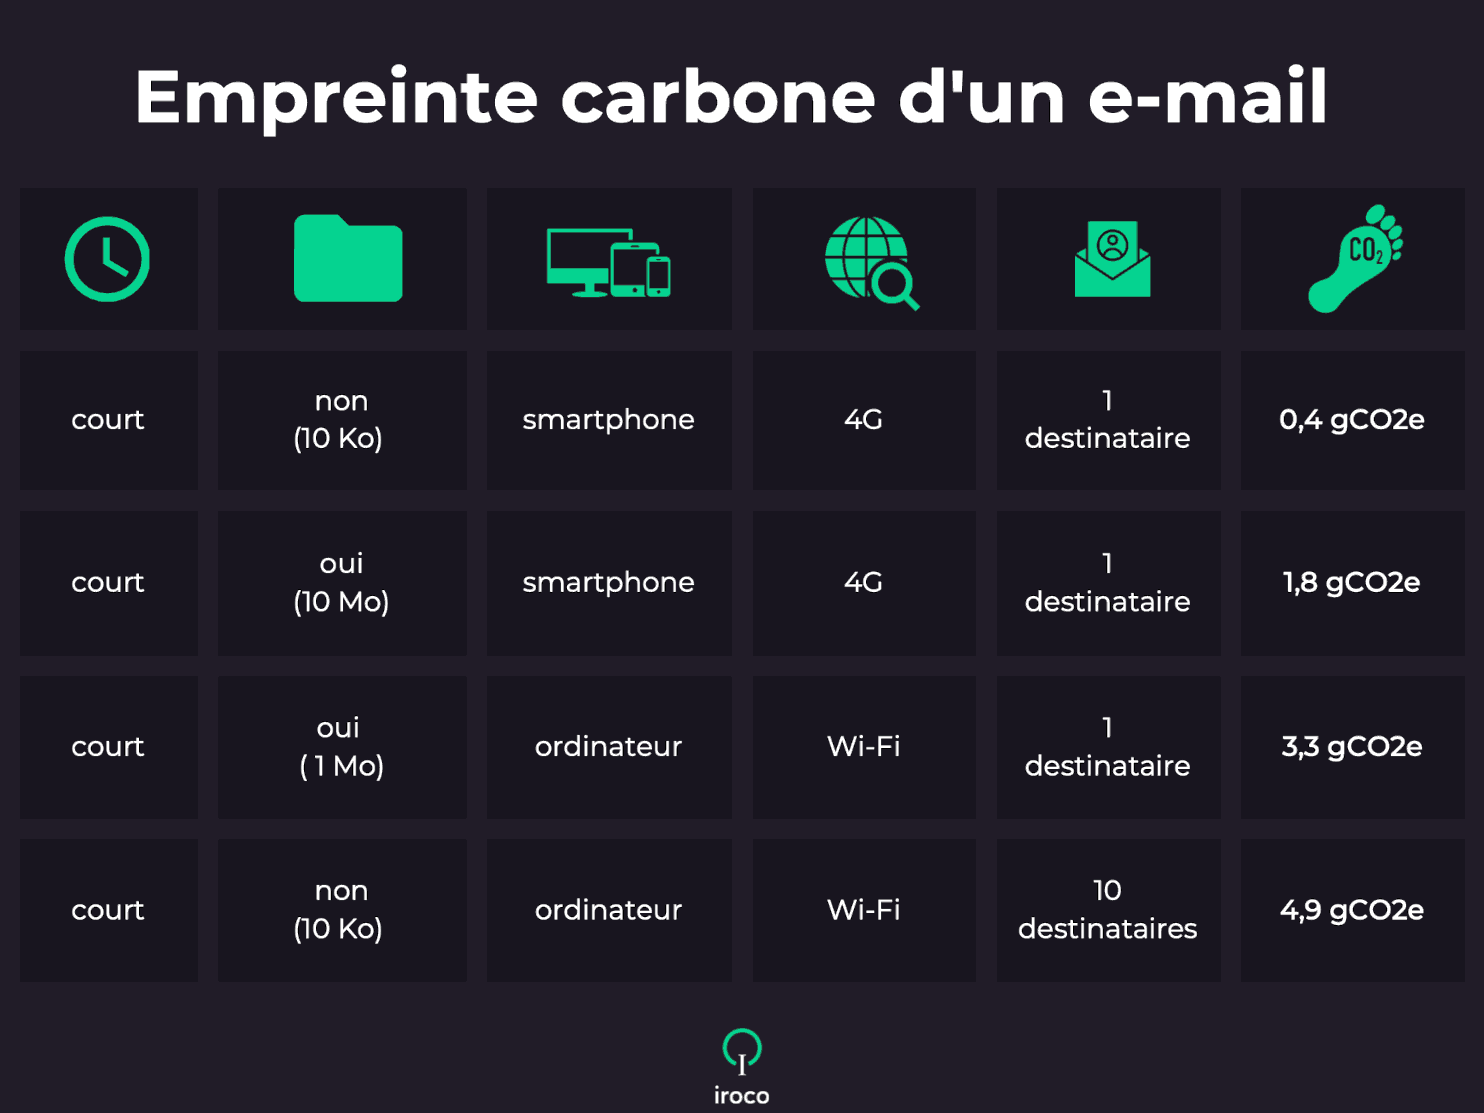 Empreinte carbone d'un e-mail
CO2
court
non
(10 Ko)
smartphone
4G
1
destinataire
0,4 gCO2e
court
oui
(10 Mo)
smartphone
4G
1
destinataire
1,8 gCO2e
court
oui
( 1 Mo)
ordinateur
Wi-Fi
1
destinataire
3,3 gCO2e
court
non
(10 Ko)
ordinateur
Wi-Fi
10
destinataires
4,9 gCO2e
iroco